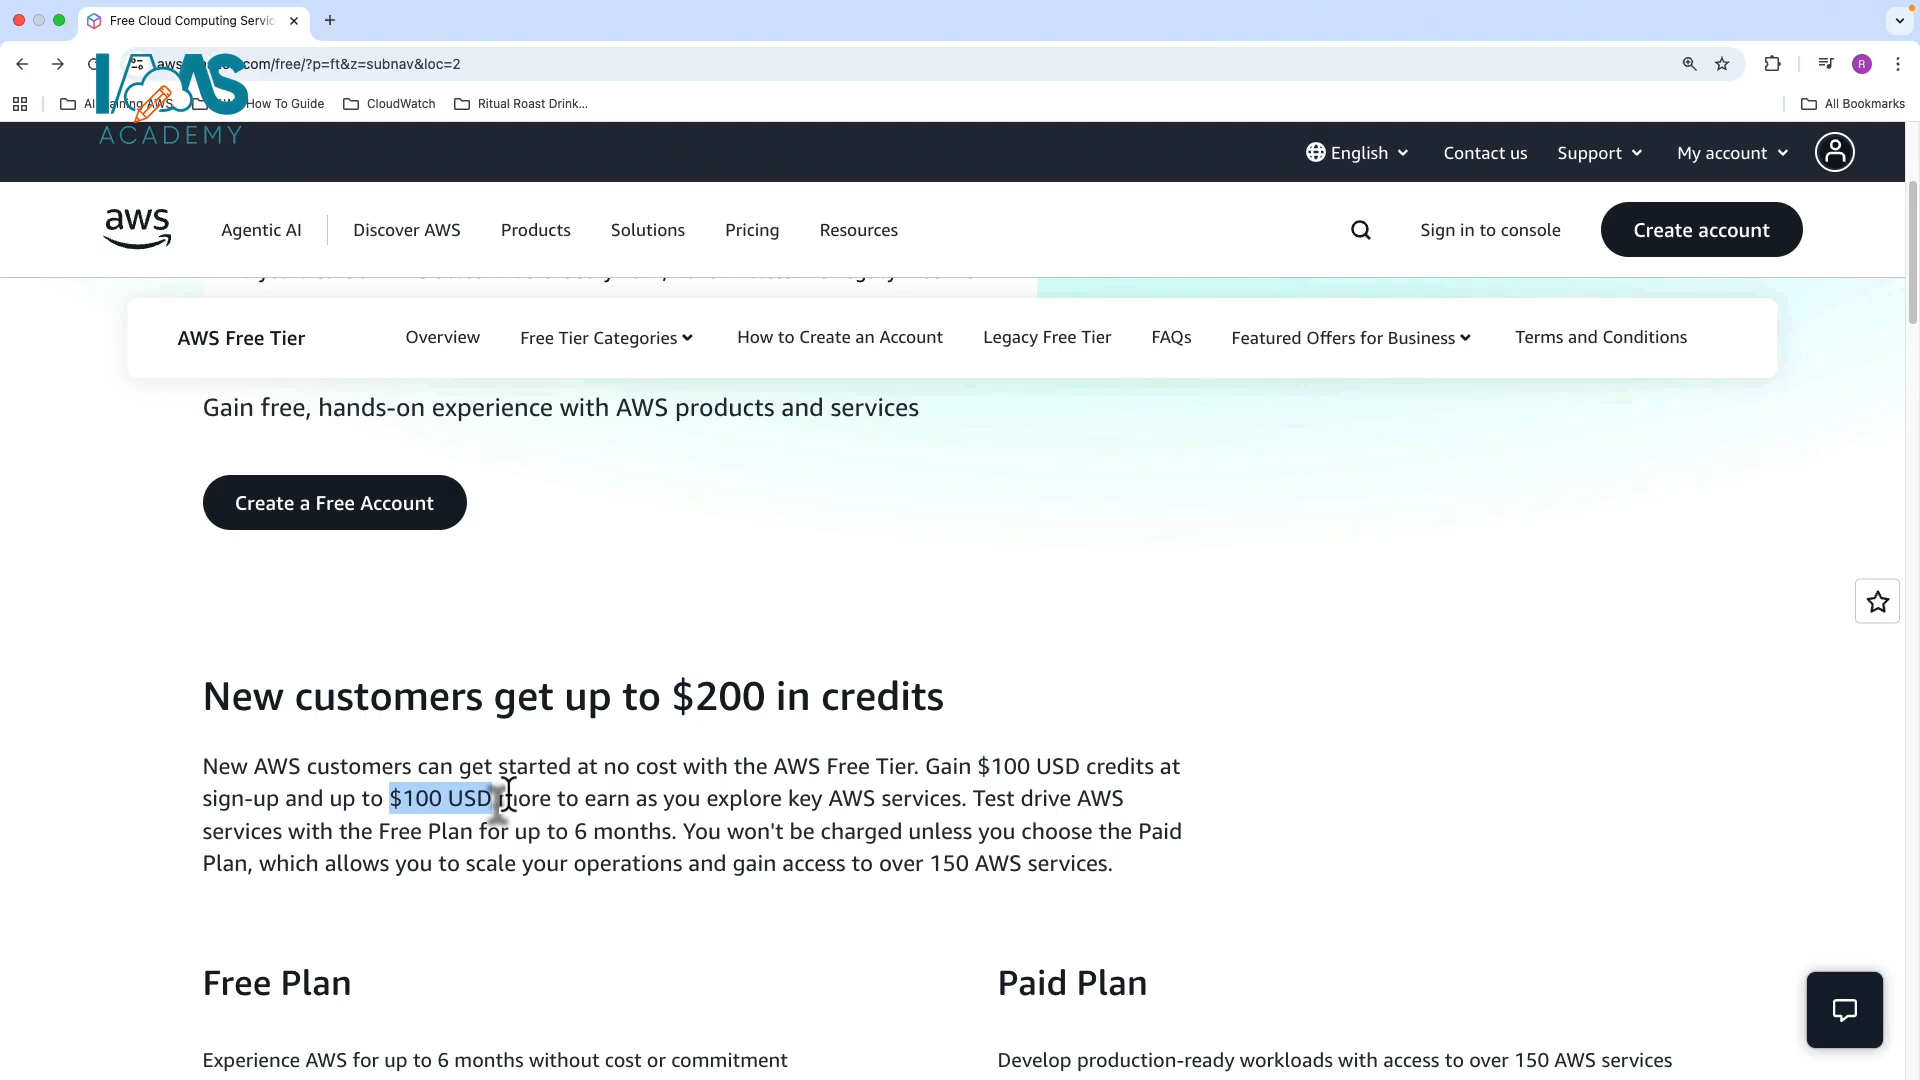 Free Cloud Computing Servic
com/free/?p=ft&z=subnav&loc=2
R
How To Guide
CloudWatch
Ritual Roast Drink...
All Bookmarks
IAAS
ACADEMY
English
Contact us
Support
My account
aws
Agentic AI
Discover AWS
Products
Solutions
Pricing
Resources
Sign in to console
Create account
AWS Free Tier
Overview
Free Tier Categories
How to Create an Account
Legacy Free Tier
FAQs
Featured Offers for Business
Terms and Conditions
Gain free, hands-on experience with AWS products and services
Create a Free Account
New customers get up to $200 in credits
New AWS customers can get started at no cost with the AWS Free Tier. Gain $100 USD credits at
sign-up and up to $100 USD more to earn as you explore key AWS services. Test drive AWS
services with the Free Plan for up to 6 months. You won't be charged unless you choose the Paid
Plan, which allows you to scale your operations and gain access to over 150 AWS services.
Free Plan
Paid Plan
Experience AWS for up to 6 months without cost or commitment
Develop production-ready workloads with access to over 150 AWS services